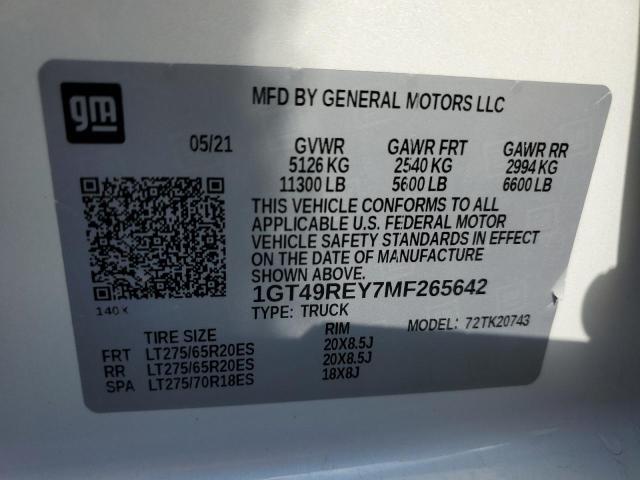 gm
MFD BY GENERAL MOTORS LLC
05/21 GVWR GAWR FRT GAWR RR
5126 KG 2540 KG 2994 KG
11300 LB 5600 LB 6600 LB
THIS VEHICLE CONFORMS TO ALL
APPLICABLE U.S. FEDERAL MOTOR
VEHICLE SAFETY STANDARDS IN EFFECT
ON THE DATE OF MANUFACTURE
SHOWN ABOVE.
1GT49REY7MF265642
140X
TYPE: TRUCK MODEL: 72TK20743
TIRE SIZE RIM
FRT LT275/65R20ES 20X8.5J
RR LT275/65R20ES 20X8.5J
SPA LT275/70R18ES 18X8J